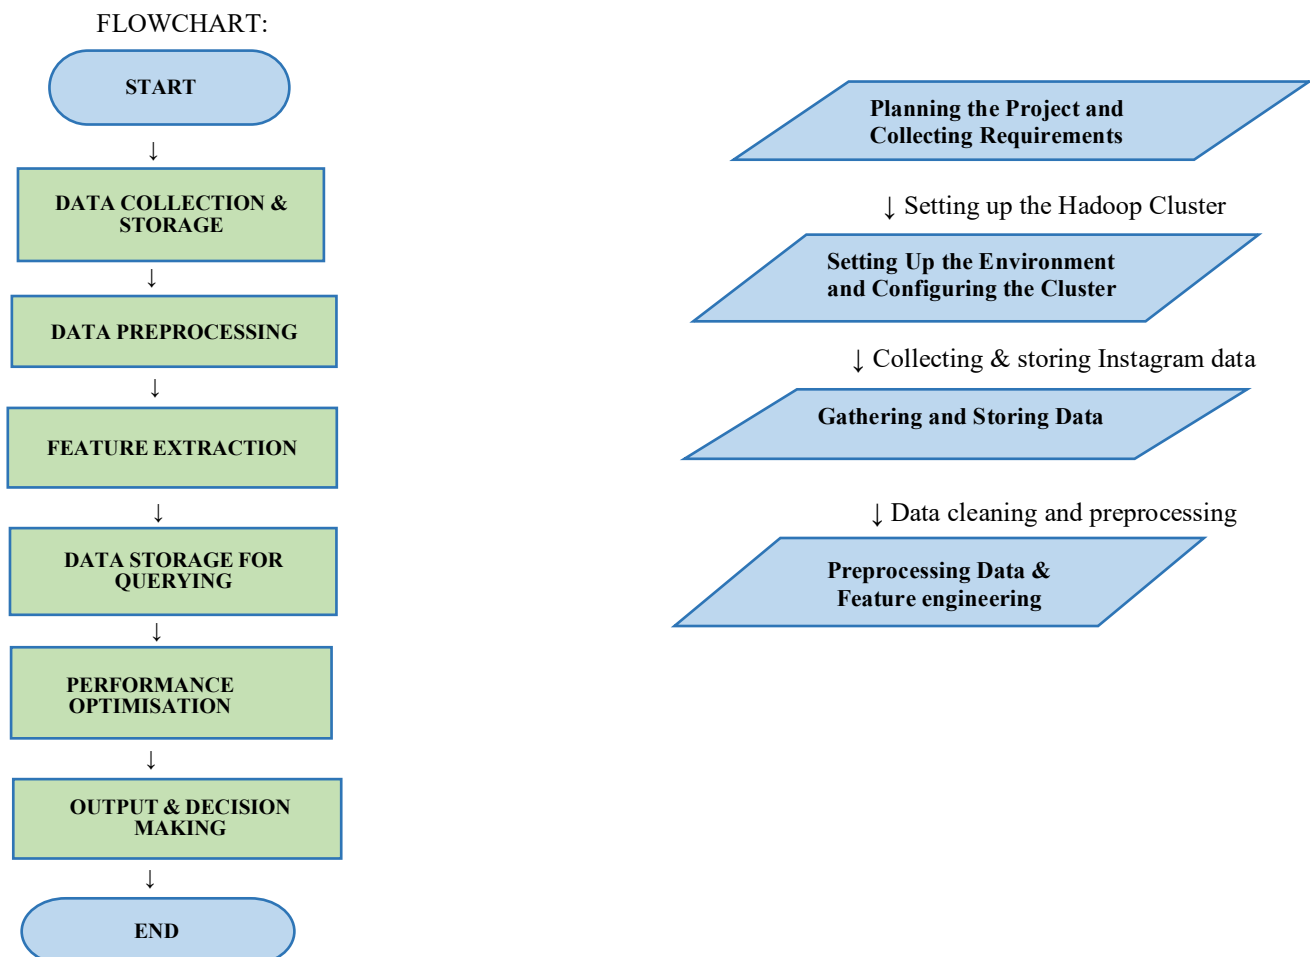 FLOWCHART:
START
↓
DATA COLLECTION &
STORAGE
↓
DATA PREPROCESSING
↓
FEATURE EXTRACTION
↓
DATA STORAGE FOR
QUERYING
↓
PERFORMANCE
OPTIMISATION
↓
OUTPUT & DECISION
MAKING
↓
END
Planning the Project and
Collecting Requirements
↓ Setting up the Hadoop Cluster
Setting Up the Environment
and Configuring the Cluster
↓ Collecting & storing Instagram data
Gathering and Storing Data
↓ Data cleaning and preprocessing
Preprocessing Data &
Feature engineering